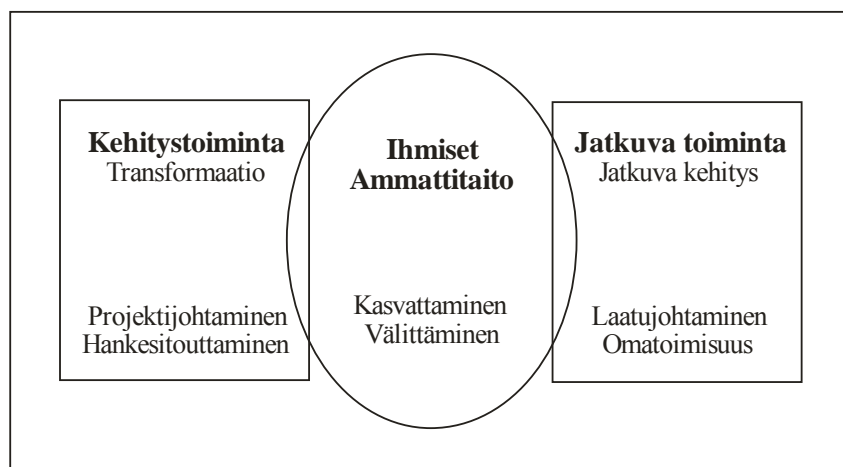 Kehitystoiminta
Transformaatio
Projektijohtaminen
Hankesitouttaminen
Ihmiset
Ammattitaito
Kasvattaminen
Välittäminen
Jatkuva toiminta
Jatkuva kehitys
Laatujohtaminen
Omatoimisuus